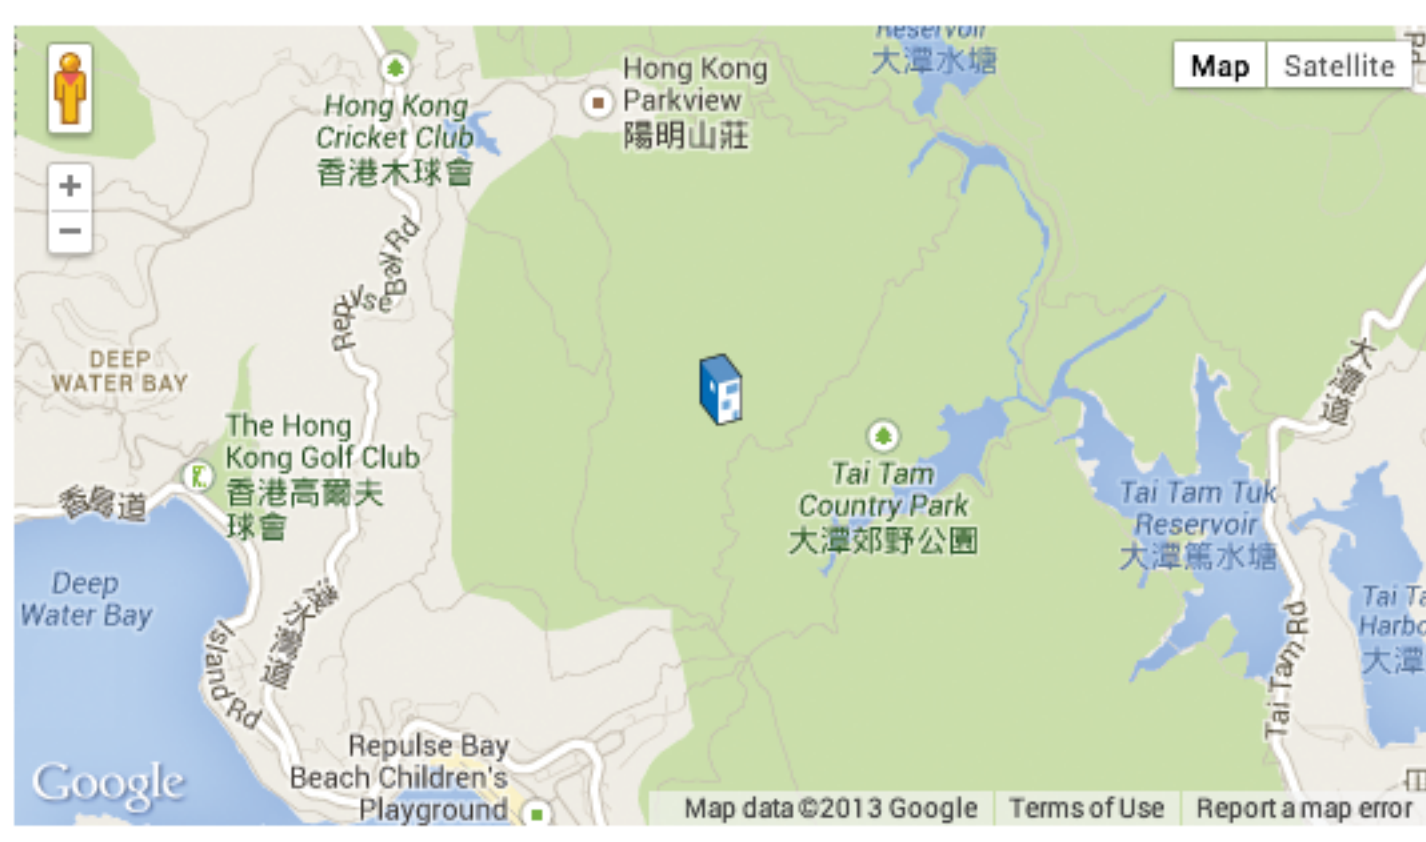 Reservoir
大潭水塘
Map
Satellite
Hong Kong
Parkview
陽明山莊
Hong Kong
Cricket Club
香港木球會
+
−
Repulse Bay Rd
DEEP
WATER BAY
大潭道
The Hong
Kong Golf Club
香港高爾夫
球會
香島道
Tai Tam
Country Park
大潭郊野公園
Tai Tam Tuk
Reservoir
大潭篤水塘
Deep
Water Bay
淺水灣道
Island Rd
Tai Tam Rd
大潭
Repulse Bay
Beach Children's
Playground
Google
Map data ©2013 Google
Terms of Use
Report a map error